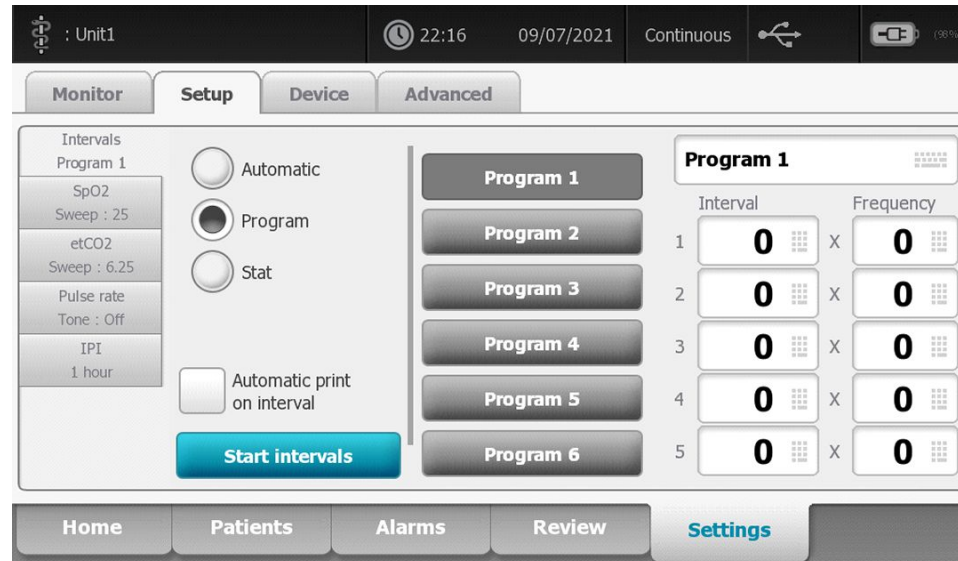 : Unit1
22:16
09/07/2021
Continuous
(98%
Monitor
Setup
Device
Advanced
Intervals
Program 1
SpO2
Sweep : 25
etCO2
Sweep : 6.25
Pulse rate
Tone : Off
IPI
1 hour
Automatic
Program
Stat
Automatic print
on interval
Start intervals
Program 1
Program 2
Program 3
Program 4
Program 5
Program 6
Program 1
Interval Frequency
1 0 X 0
2 0 X 0
3 0 X 0
4 0 X 0
5 0 X 0
Home
Patients
Alarms
Review
Settings